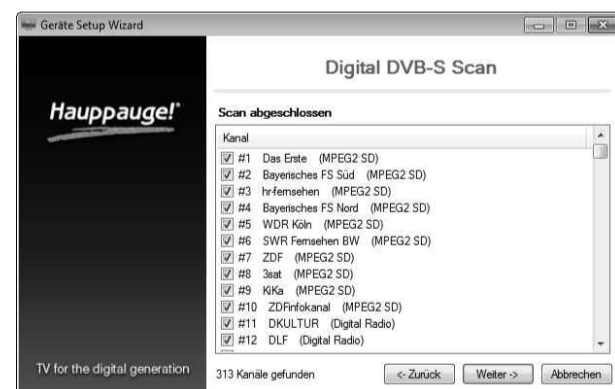 Geräte Setup Wizard
Digital DVB-S Scan
Hauppauge!
Scan abgeschlossen
Kanal
#1 Das Erste (MPEG2 SD)
#2 Bayerisches FS Süd (MPEG2 SD)
#3 hr-fernsehen (MPEG2 SD)
#4 Bayerisches FS Nord (MPEG2 SD)
#5 WDR Köln (MPEG2 SD)
#6 SWR Fernsehen BW (MPEG2 SD)
#7 ZDF (MPEG2 SD)
#8 3sat (MPEG2 SD)
#9 KiKa (MPEG2 SD)
#10 ZDFinfokanal (MPEG2 SD)
#11 DKULTUR (Digital Radio)
#12 DLF (Digital Radio)
TV for the digital generation
313 Kanäle gefunden
<- Zurück
Weiter ->
Abbrechen